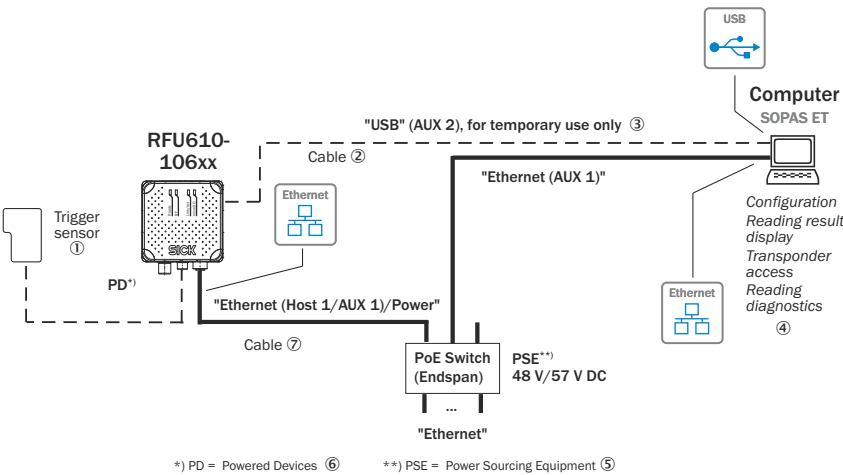 USB
Computer
SOPAS ET
"USB" (AUX 2), for temporary use only ③
RFU610-
106xx
Cable ②
"Ethernet (AUX 1)"
Ethernet
Trigger
sensor
①
SICK
Configuration
Reading result
display
Transponder
access
Reading
diagnostics
④
PD*)
"Ethernet (Host 1/AUX 1)/Power"
Ethernet
Cable ⑦
PoE Switch
(Endspan)
PSE**)
48 V/57 V DC
...
"Ethernet"
*) PD = Powered Devices ⑥ **) PSE = Power Sourcing Equipment ⑤